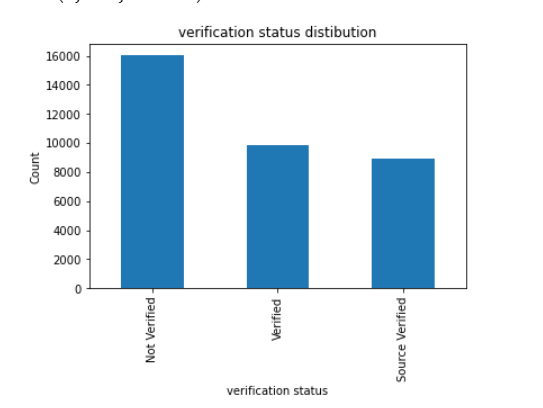 verification status distibution
16000
14000
12000
10000
8000
6000
4000
2000
0
Count
Not Verified
Verified
Source Verified
verification status